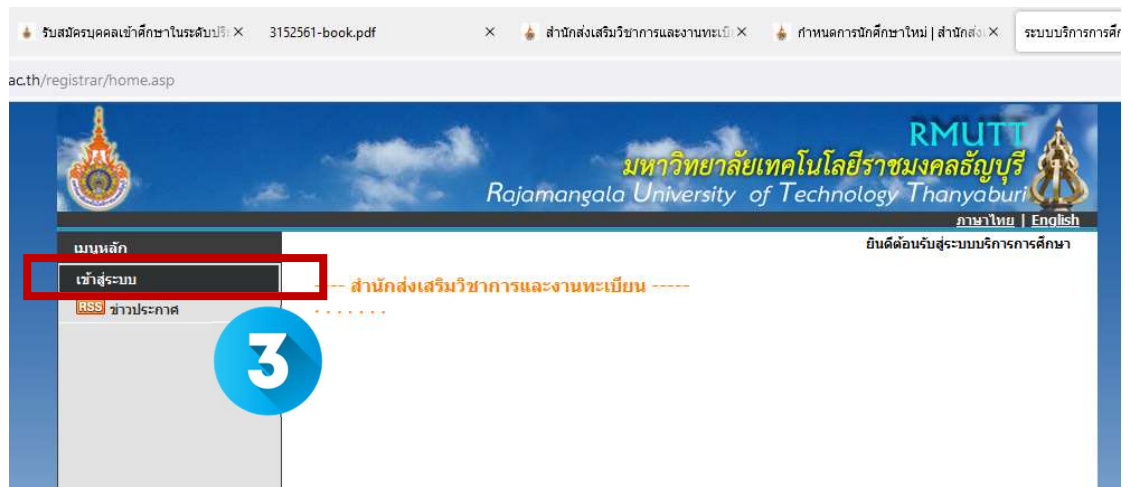 รับสมัครบุคคลเข้าศึกษาในระดับปริ
3152561-book.pdf
สำนักส่งเสริมวิชาการและงานทะเบี
กำหนดการนักศึกษาใหม่ | สำนักส่ง
ระบบบริการการศึก
ac.th/registrar/home.asp
RMUTT
มหาวิทยาลัยเทคโนโลยีราชมงคลธัญบุรี
Rajamangala University of Technology Thanyaburi
ภาษาไทย | English
เมนูหลัก
ยินดีต้อนรับสู่ระบบบริการการศึกษา
เข้าสู่ระบบ
---- สำนักส่งเสริมวิชาการและงานทะเบียน -----
RSS ข่าวประกาศ
. . . . . . .
3